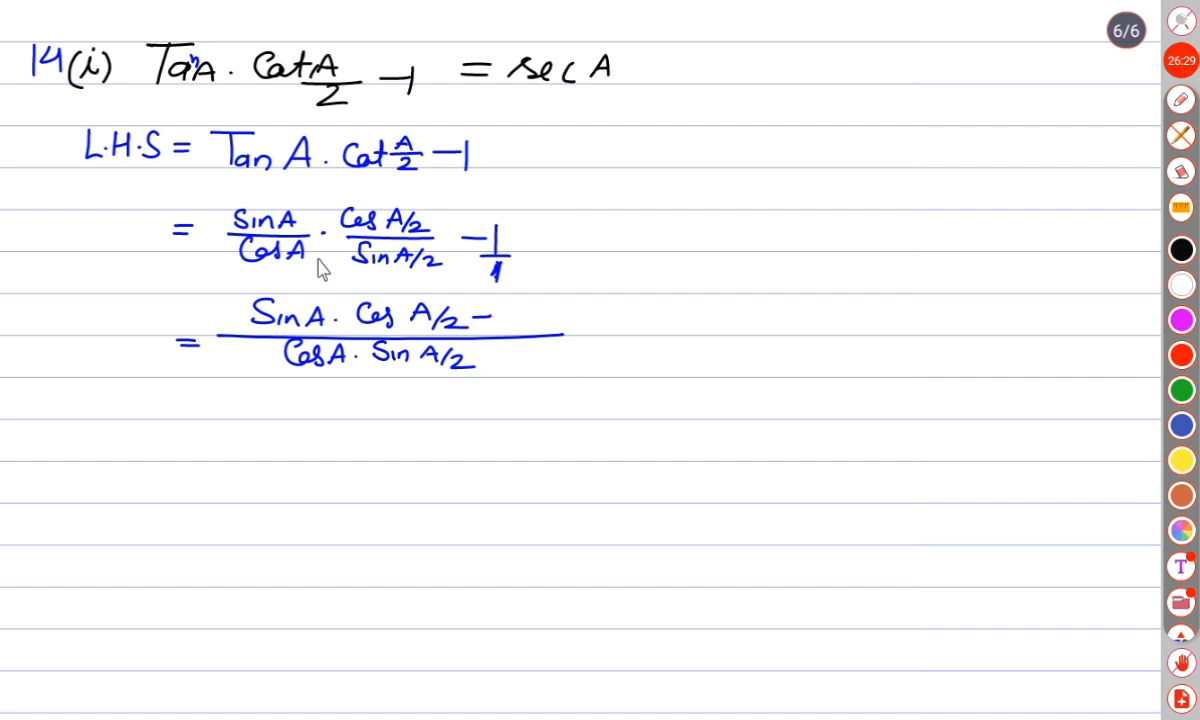 6/6
14(i) TanA . Cot A/2 - 1 = sec A
26:29
L.H.S = Tan A . Cot A/2 - 1
= SinA/CosA . Cos A/2 / Sin A/2 - 1/1
= SinA . Cos A/2 - / CosA . Sin A/2
T